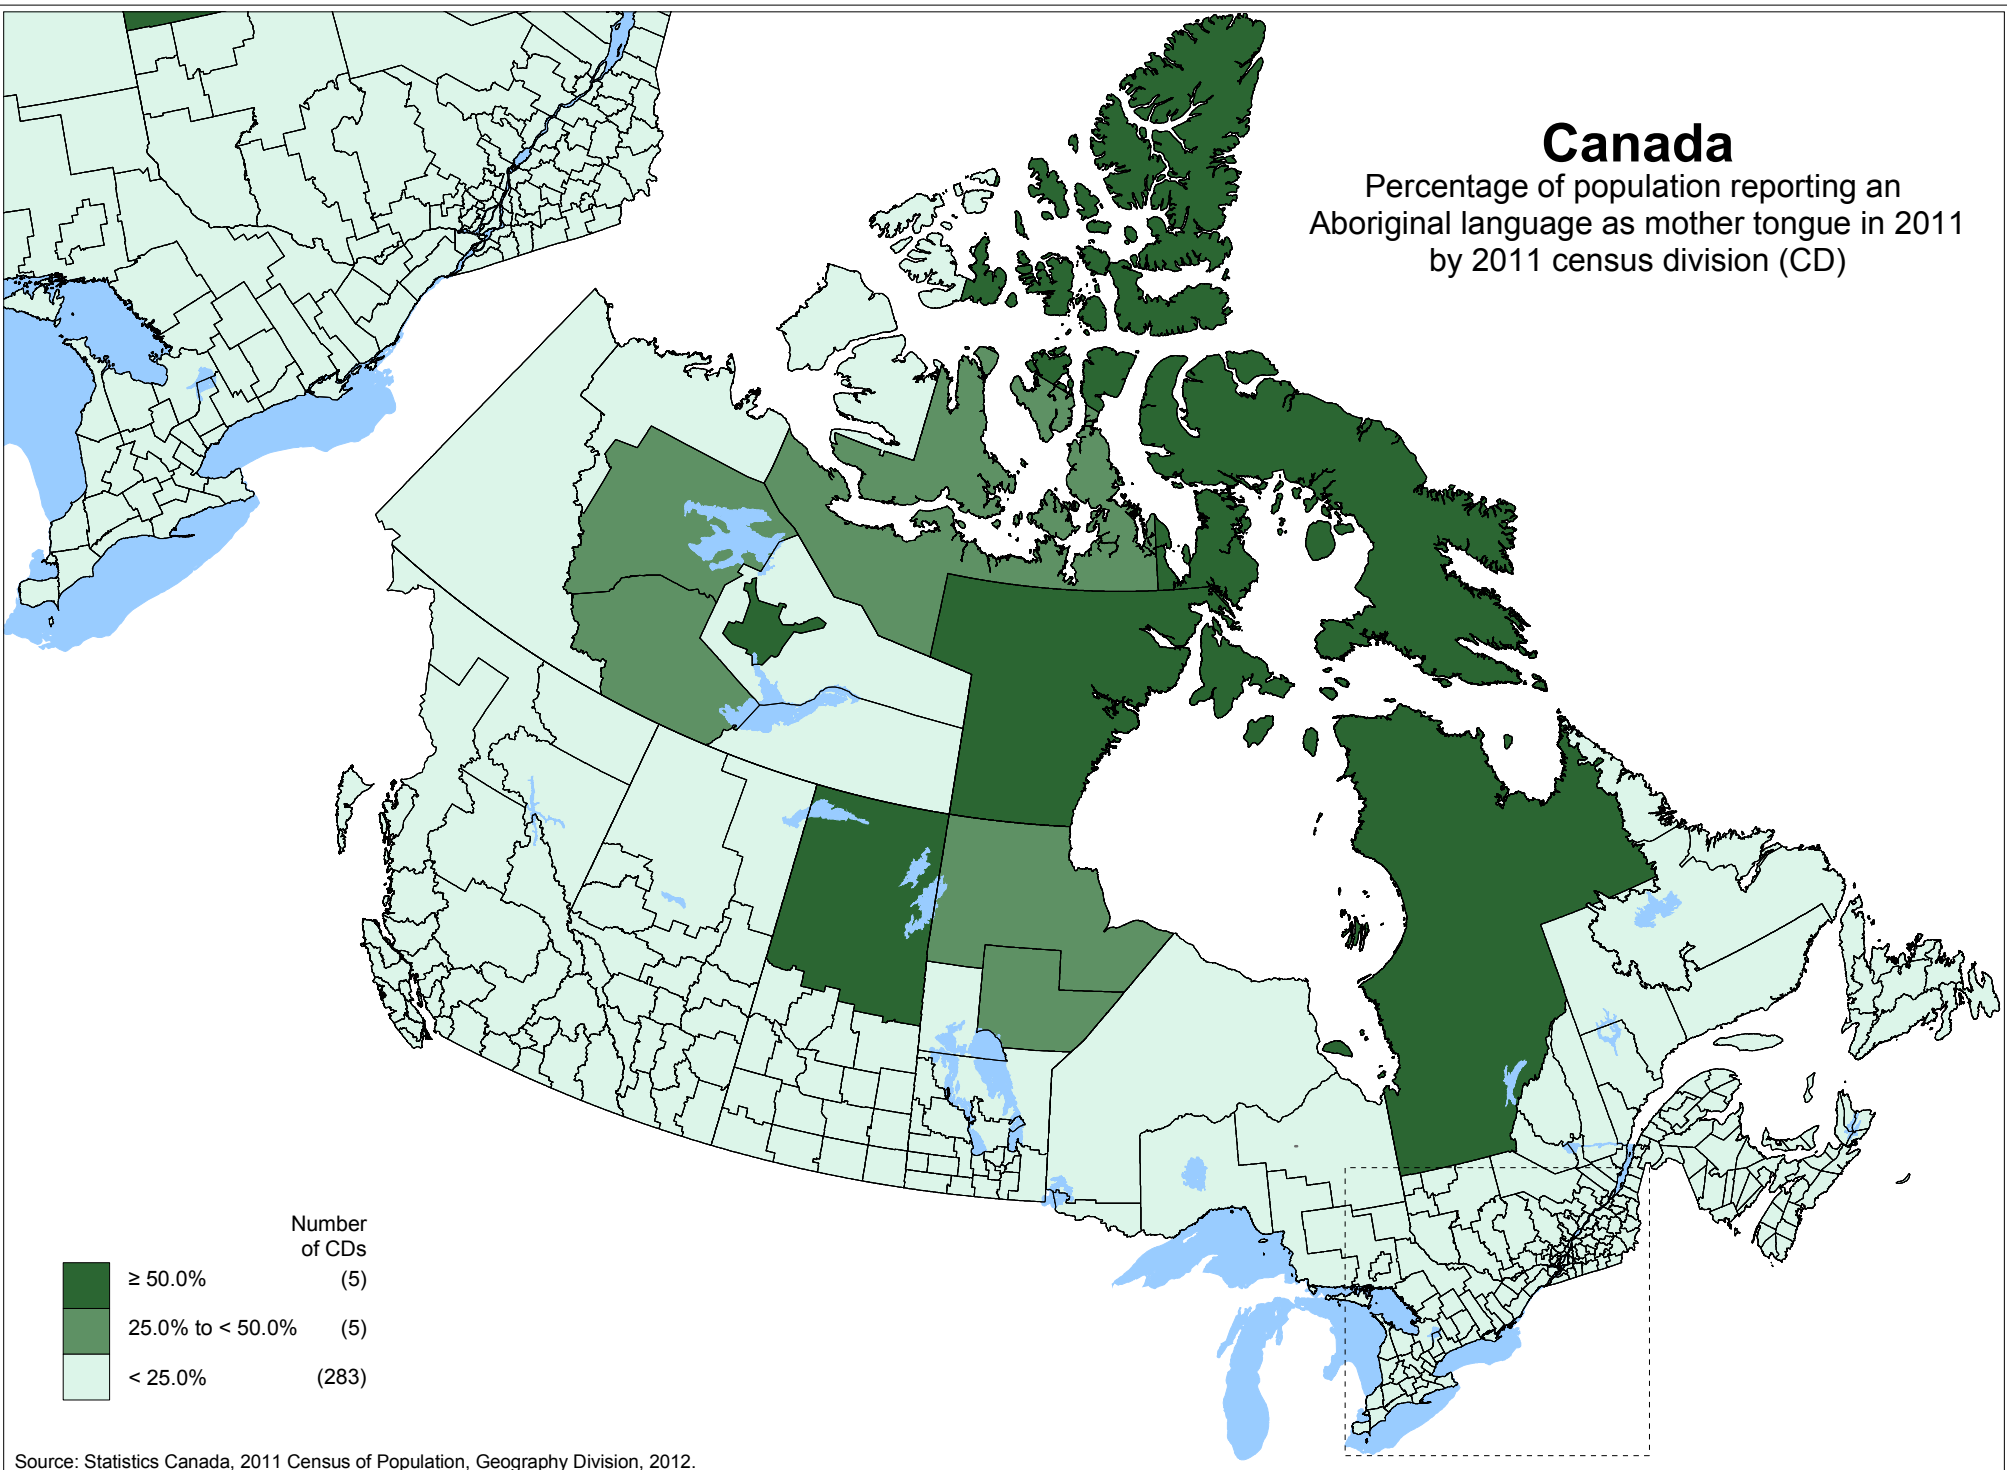 Canada
Percentage of population reporting an
Aboriginal language as mother tongue in 2011
by 2011 census division (CD)
Number
of CDs
≥ 50.0% (5)
25.0% to < 50.0% (5)
< 25.0% (283)
Source: Statistics Canada, 2011 Census of Population, Geography Division, 2012.